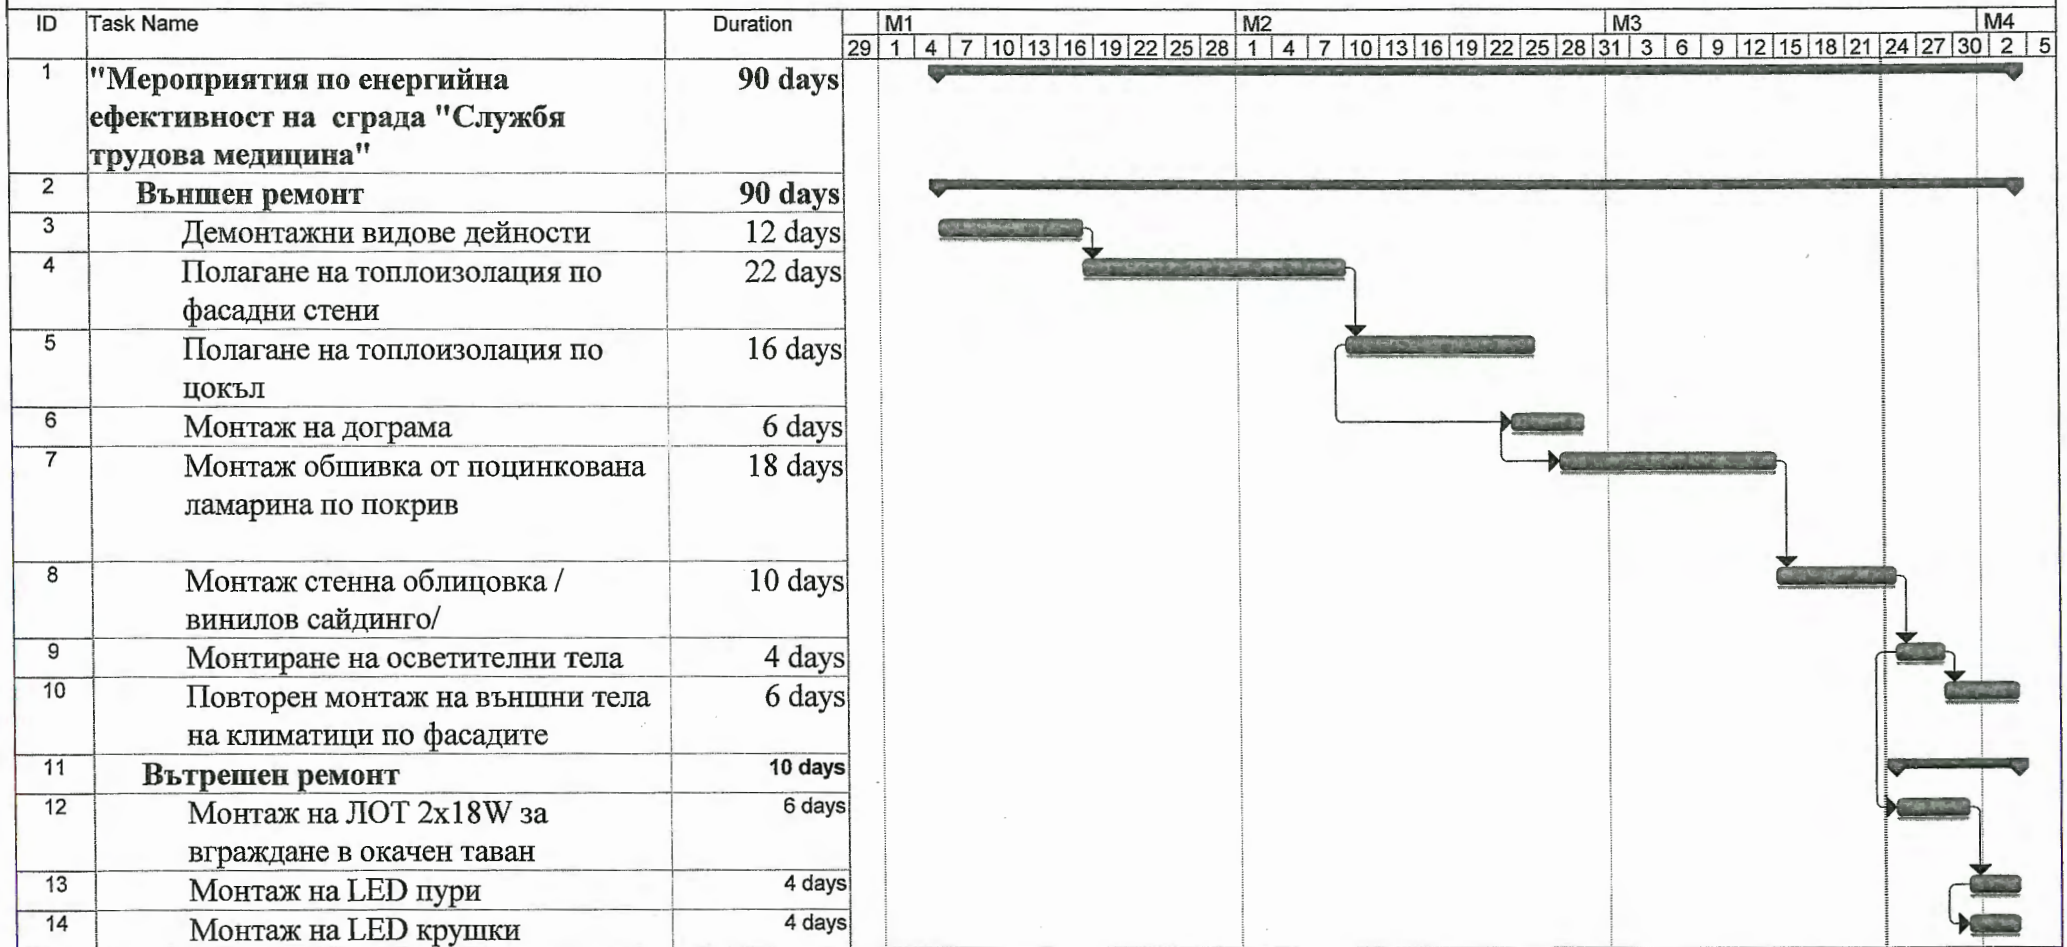 ID Task Name Duration M1 M2 M3 M4
29 1 4 7 10 13 16 19 22 25 28 1 4 7 10 13 16 19 22 25 28 31 3 6 9 12 15 18 21 24 27 30 2 5
1 "Мероприятия по енергийна 90 days
ефективност на сграда "Службя
трудова медицина"
2 Външен ремонт 90 days
3 Демонтажни видове дейности 12 days
4 Полагане на топлоизолация по 22 days
фасадни стени
5 Полагане на топлоизолация по 16 days
цокъл
6 Монтаж на дограма 6 days
7 Монтаж обшивка от поцинкована 18 days
ламарина по покрив
8 Монтаж стенна облицовка / 10 days
винилов сайдинго/
9 Монтиране на осветителни тела 4 days
10 Повторен монтаж на външни тела 6 days
на климатици по фасадите
11 Вътрешен ремонт 10 days
12 Монтаж на ЛОТ 2x18W за 6 days
вграждане в окачен таван
13 Монтаж на LED пури 4 days
14 Монтаж на LED крушки 4 days